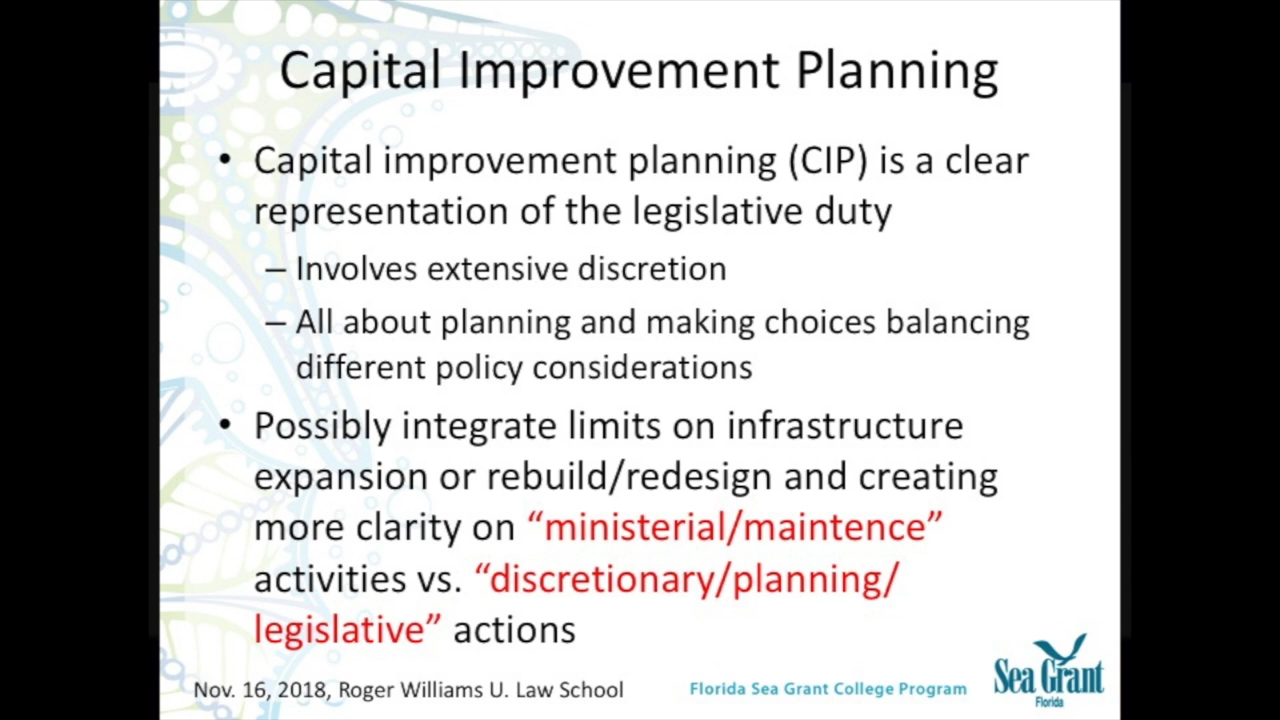 Capital Improvement Planning
• Capital improvement planning (CIP) is a clear
representation of the legislative duty
– Involves extensive discretion
– All about planning and making choices balancing
different policy considerations
• Possibly integrate limits on infrastructure
expansion or rebuild/redesign and creating
more clarity on “ministerial/maintence”
activities vs. “discretionary/planning/
legislative” actions
Nov. 16, 2018, Roger Williams U. Law School
Florida Sea Grant College Program
Sea Grant
Florida